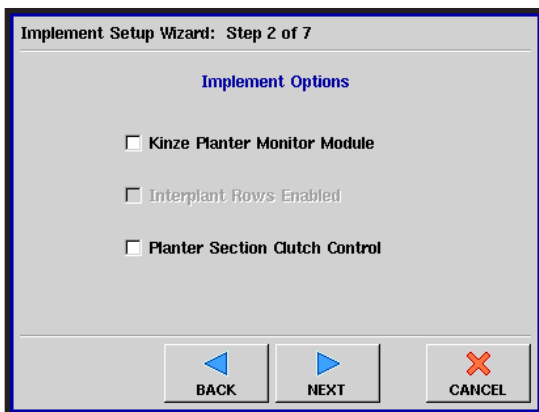 Implement Setup Wizard: Step 2 of 7
Implement Options
Kinze Planter Monitor Module
Interplant Rows Enabled
Planter Section Clutch Control
BACK
NEXT
CANCEL